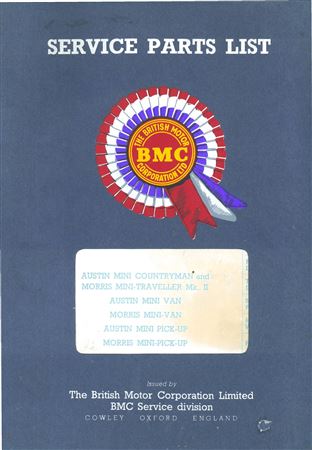 SERVICE PARTS LIST
THE BRITISH MOTOR
BMC
CORPORATION LTD
AUSTIN MINI COUNTRYMAN and
MORRIS MINI-TRAVELLER Mk. II
AUSTIN MINI VAN
MORRIS MINI-VAN
AUSTIN MINI PICK-UP
MORRIS MINI-PICK-UP
Issued by
The British Motor Corporation Limited
BMC Service division
COWLEY OXFORD ENGLAND